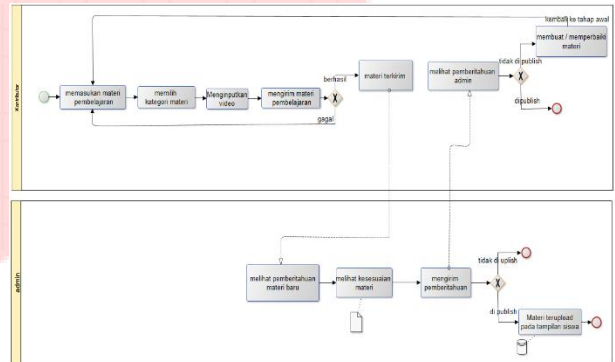 Kontributor
kembali ke tahap awal
membuat / memperbaiki
materi
tidak di publish
melihat pemberitahuan
admin
dipublish
materi terkirim
berhasil
memasukan materi
pembelajaran
memilih
kategori materi
Menginputkan
video
mengirim materi
pembelajaran
gagal
admin
melihat pemberitahuan
materi baru
melihat kesesuaian
materi
mengirim
pemberitahuan
tidak di uplish
di publish
Materi terupload
pada tampilan siswa